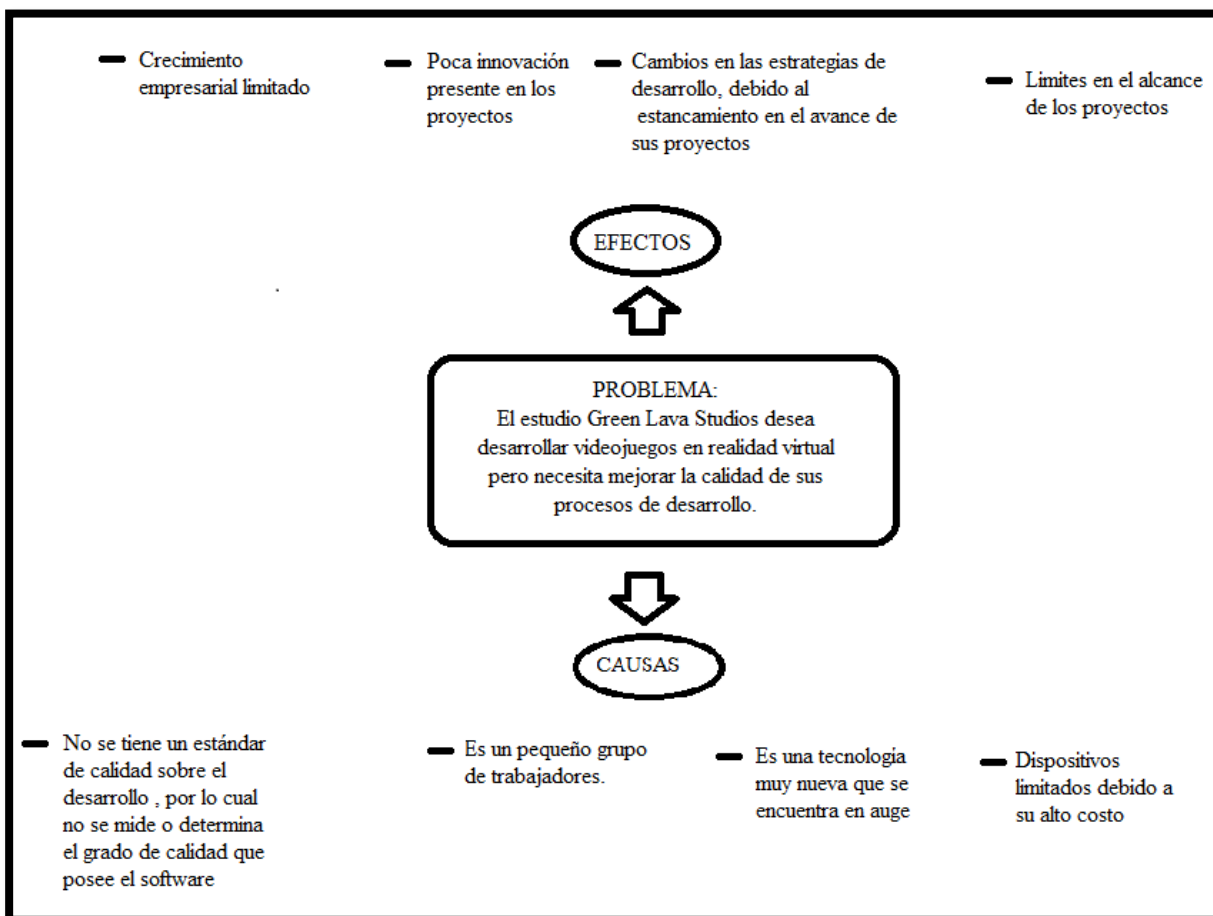 Crecimiento
empresarial limitado
Poca innovación
presente en los
proyectos
Cambios en las estrategias de
desarrollo, debido al
estancamiento en el avance de
sus proyectos
Limites en el alcance
de los proyectos
EFECTOS
PROBLEMA:
El estudio Green Lava Studios desea
desarrollar videojuegos en realidad virtual
pero necesita mejorar la calidad de sus
procesos de desarrollo.
CAUSAS
No se tiene un estándar
de calidad sobre el
desarrollo , por lo cual
no se mide o determina
el grado de calidad que
posee el software
Es un pequeño grupo
de trabajadores.
Es una tecnologia
muy nueva que se
encuentra en auge
Dispositivos
limitados debido a
su alto costo